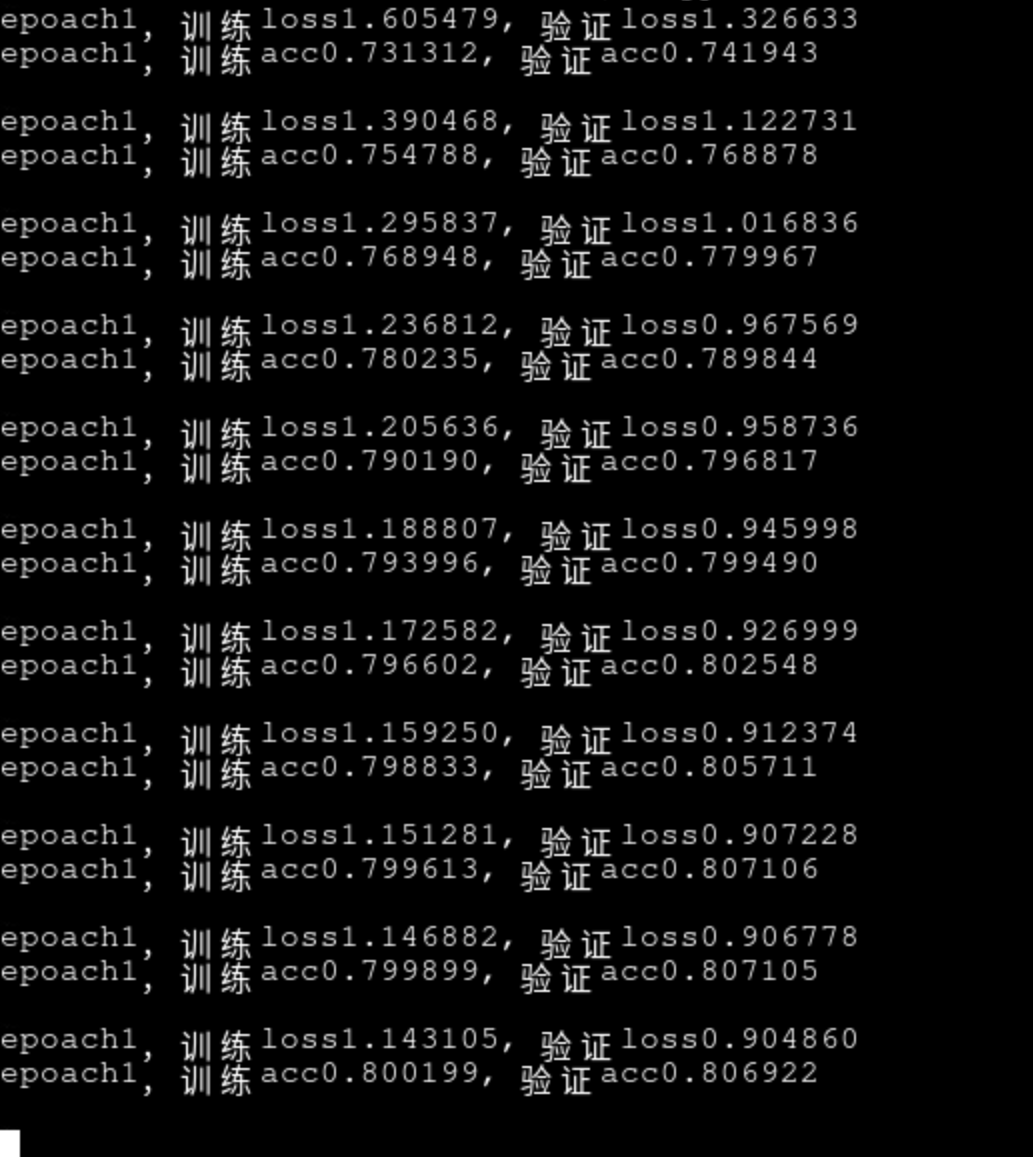 epoach1, 训练loss1.605479, 验证loss1.326633
epoach1, 训练acc0.731312, 验证acc0.741943
epoach1, 训练loss1.390468, 验证loss1.122731
epoach1, 训练acc0.754788, 验证acc0.768878
epoach1, 训练loss1.295837, 验证loss1.016836
epoach1, 训练acc0.768948, 验证acc0.779967
epoach1, 训练loss1.236812, 验证loss0.967569
epoach1, 训练acc0.780235, 验证acc0.789844
epoach1, 训练loss1.205636, 验证loss0.958736
epoach1, 训练acc0.790190, 验证acc0.796817
epoach1, 训练loss1.188807, 验证loss0.945998
epoach1, 训练acc0.793996, 验证acc0.799490
epoach1, 训练loss1.172582, 验证loss0.926999
epoach1, 训练acc0.796602, 验证acc0.802548
epoach1, 训练loss1.159250, 验证loss0.912374
epoach1, 训练acc0.798833, 验证acc0.805711
epoach1, 训练loss1.151281, 验证loss0.907228
epoach1, 训练acc0.799613, 验证acc0.807106
epoach1, 训练loss1.146882, 验证loss0.906778
epoach1, 训练acc0.799899, 验证acc0.807105
epoach1, 训练loss1.143105, 验证loss0.904860
epoach1, 训练acc0.800199, 验证acc0.806922